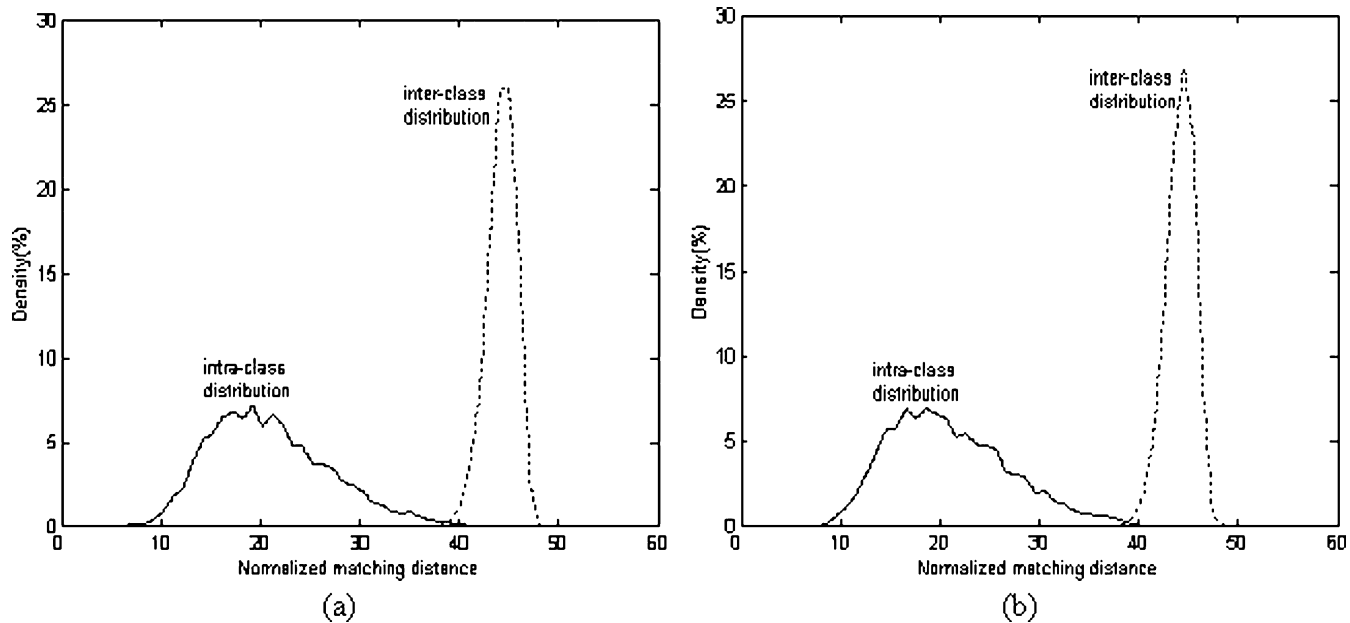 30
25
20
15
10
5
0
Density(%)
inter-class
distribution
intra-class
distribution
0 10 20 30 40 50 60
Normalized matching distance
(a)
30
25
20
15
10
5
0
Density(%)
inter-class
distribution
intra-class
distribution
0 10 20 30 40 50 60
Normalized matching distance
(b)